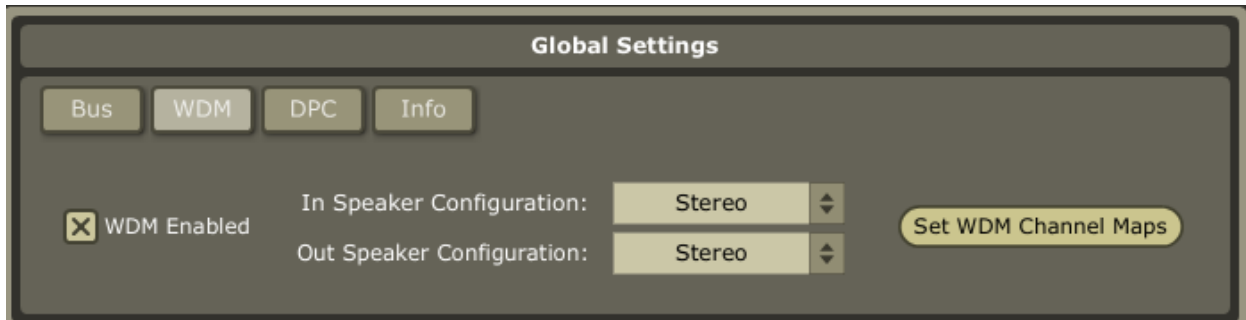 Global Settings
Bus WDM DPC Info
In Speaker Configuration: Stereo
WDM Enabled
Set WDM Channel Maps
Out Speaker Configuration: Stereo